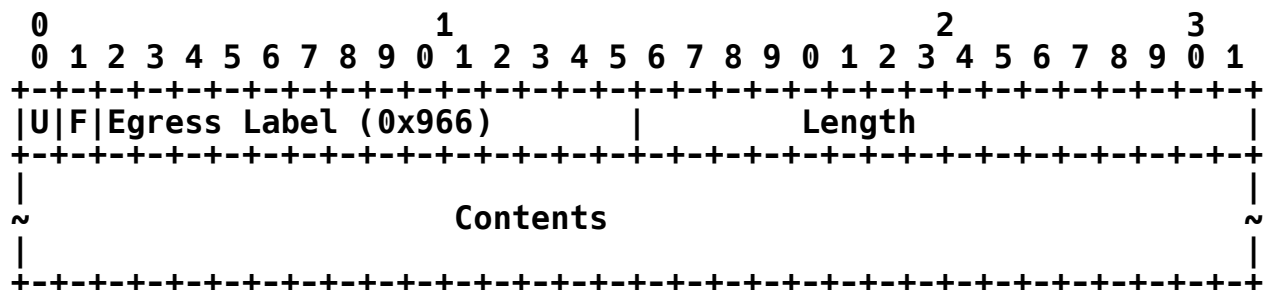 0                    1                         2            3
 0 1 2 3 4 5 6 7 8 9 0 1 2 3 4 5 6 7 8 9 0 1 2 3 4 5 6 7 8 9 0 1
+-+-+-+-+-+-+-+-+-+-+-+-+-+-+-+-+-+-+-+-+-+-+-+-+-+-+-+-+-+-+-+-+
|U|F|Egress Label (0x966)       |        Length                 |
+-+-+-+-+-+-+-+-+-+-+-+-+-+-+-+-+-+-+-+-+-+-+-+-+-+-+-+-+-+-+-+-+
|                                                               |
~                      Contents                                 ~
|                                                               |
+-+-+-+-+-+-+-+-+-+-+-+-+-+-+-+-+-+-+-+-+-+-+-+-+-+-+-+-+-+-+-+-+